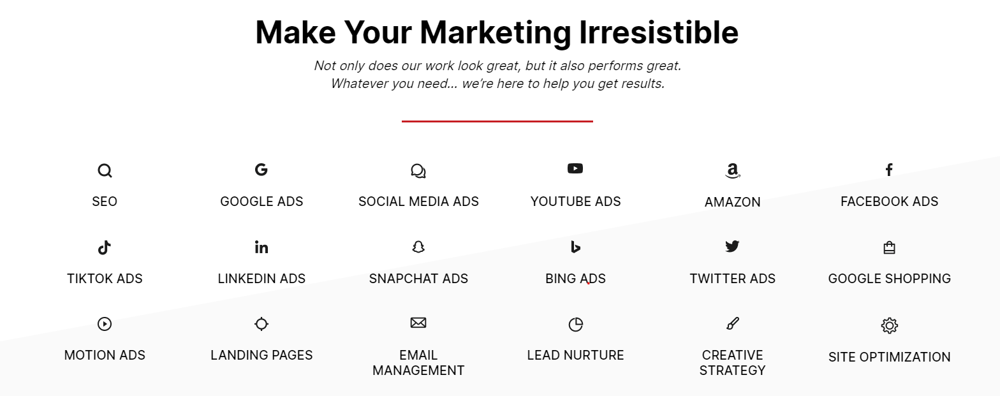 Make Your Marketing Irresistible
Not only does our work look great, but it also performs great.
Whatever you need... we’re here to help you get results.
SEO
GOOGLE ADS
SOCIAL MEDIA ADS
YOUTUBE ADS
AMAZON
FACEBOOK ADS
TIKTOK ADS
LINKEDIN ADS
SNAPCHAT ADS
BING ADS
TWITTER ADS
GOOGLE SHOPPING
MOTION ADS
LANDING PAGES
EMAIL
MANAGEMENT
LEAD NURTURE
CREATIVE
STRATEGY
SITE OPTIMIZATION